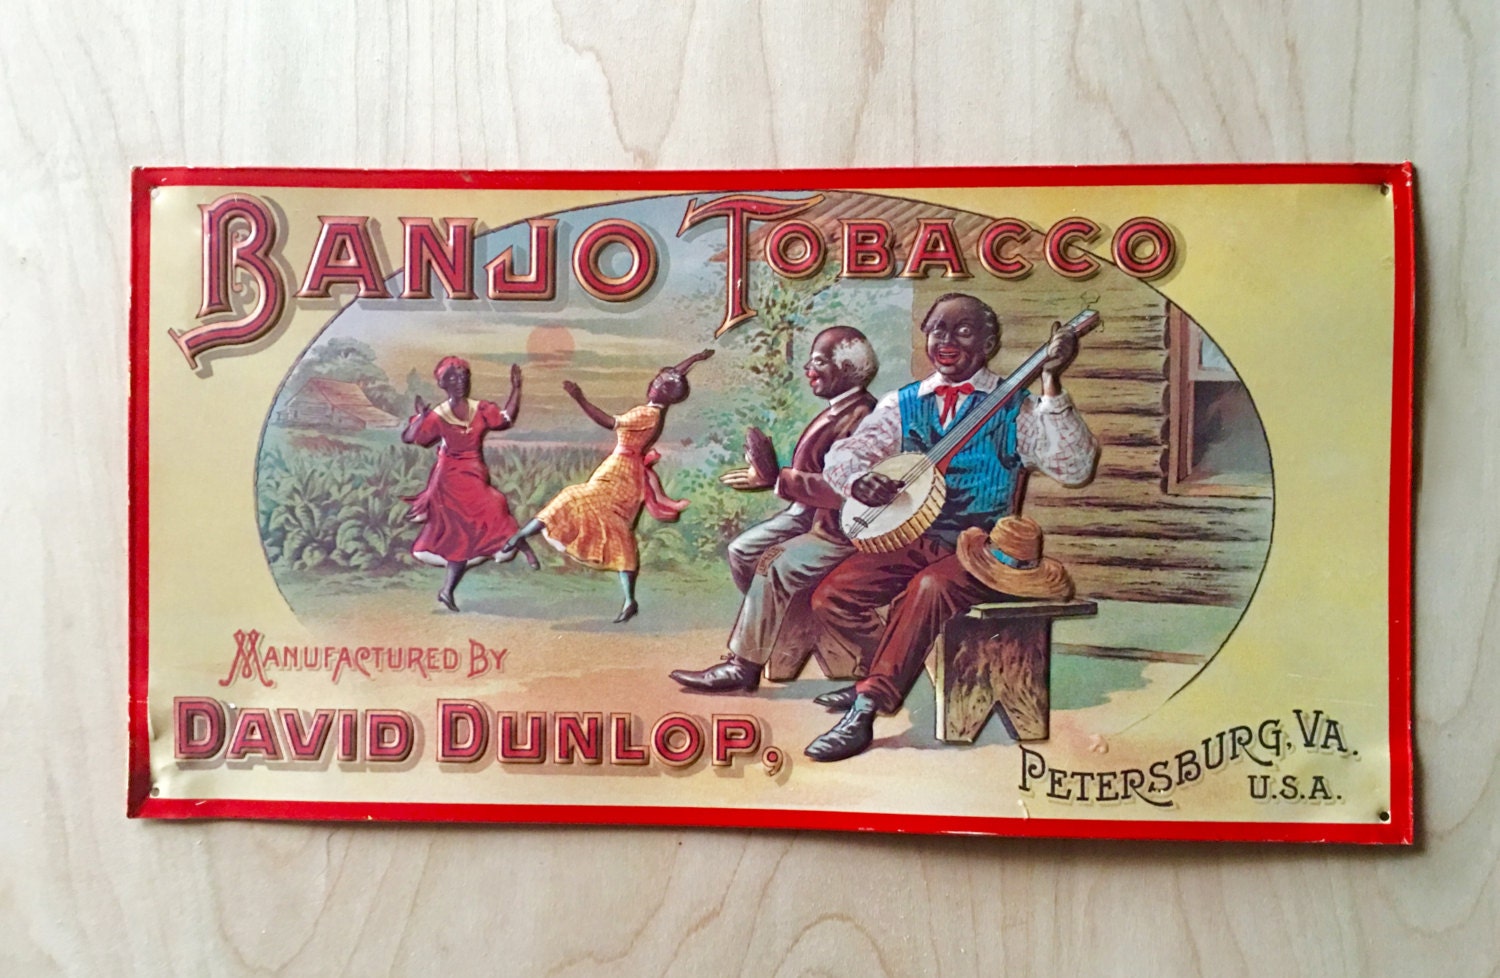 BANJO TOBACCO
MANUFACTURED BY
DAVID DUNLOP,
PETERSBURG, VA.
U.S.A.